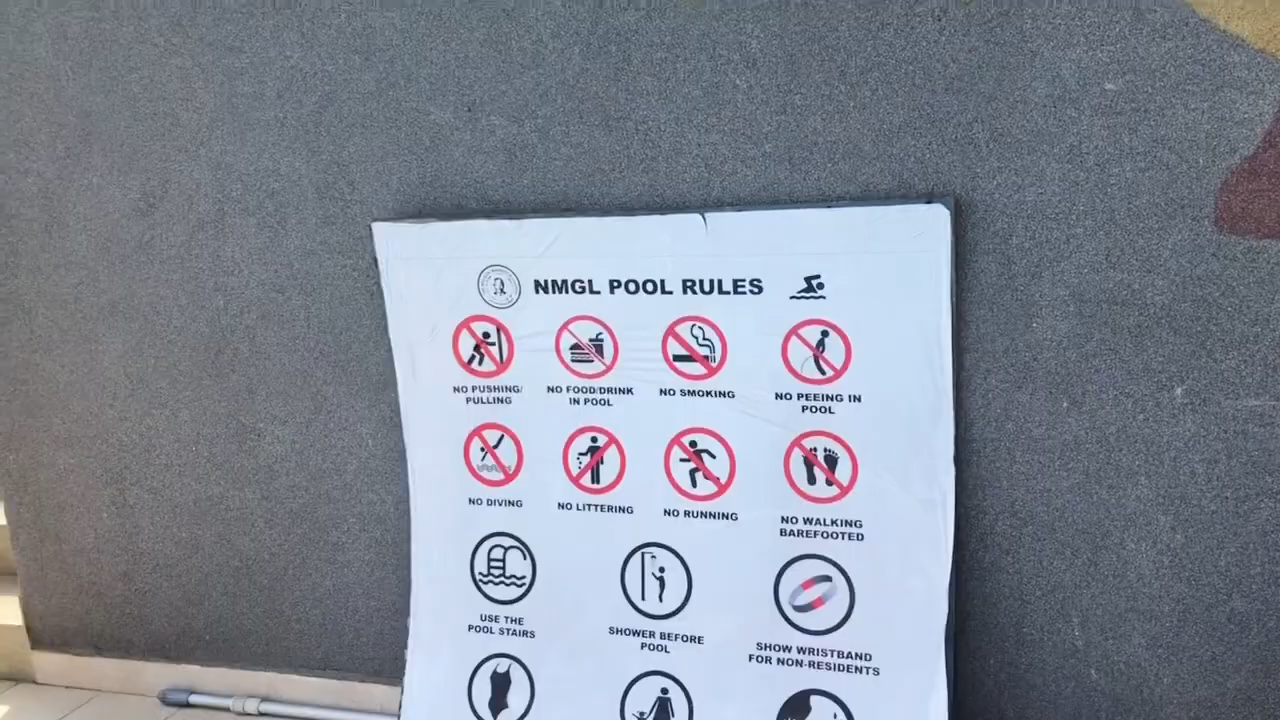 NMGL POOL RULES
NO PUSHING/
PULLING
NO FOOD/DRINK
IN POOL
NO SMOKING
NO PEEING IN
POOL
NO DIVING
NO LITTERING
NO RUNNING
NO WALKING
BAREFOOTED
USE THE
POOL STAIRS
SHOWER BEFORE
POOL
SHOW WRISTBAND
FOR NON-RESIDENTS